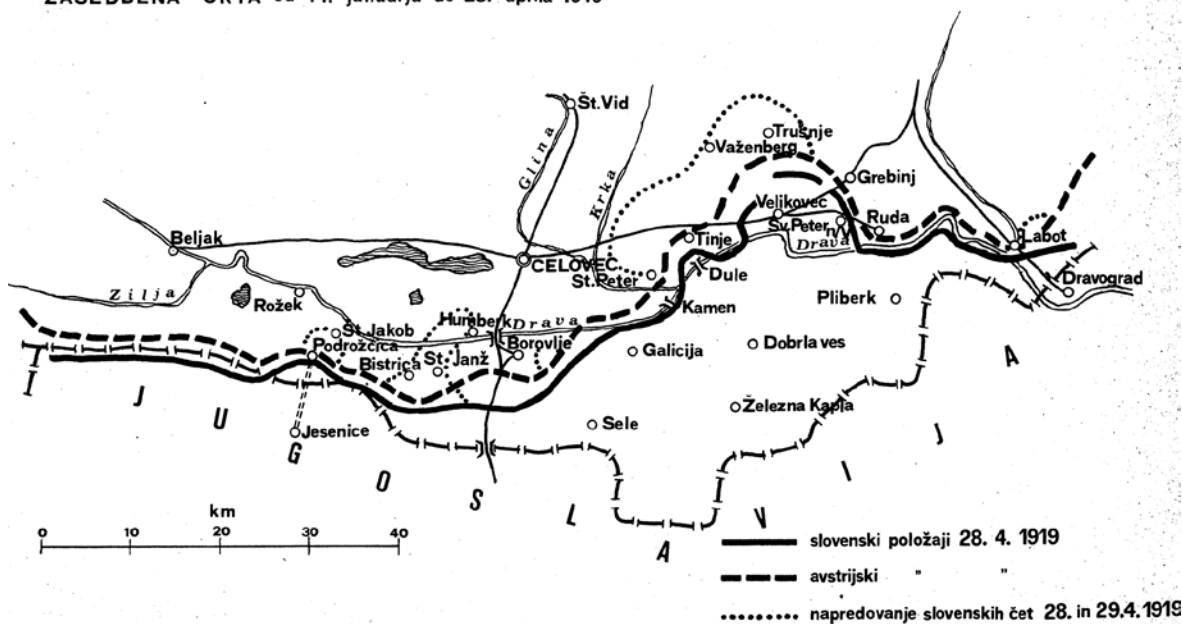 ZASEDBENA ČRTA od 14. januarja do 28. aprila 1919
Št.Vid
Glina
Krka
Trušnje
Važenberg
Grebinj
Velikovec
Sv.Peter
Ruda
Beljak
Tinje
Drava
Labot
CELOVEC
St.Peter
Dule
Dravograd
Zilja
Rožek
Pliberk
Kamen
Humberk
Drava
St.Jakob
Podrožčica
Borovlje
Galicija
Dobrla ves
Bistrica
St.Janž
Železna Kapla
Jesenice
Sele
JUGOSLAVIJA
km
0 10 20 30 40
slovenski položaji 28. 4. 1919
avstrijski " "
napredovanje slovenskih čet 28. in 29.4.1919